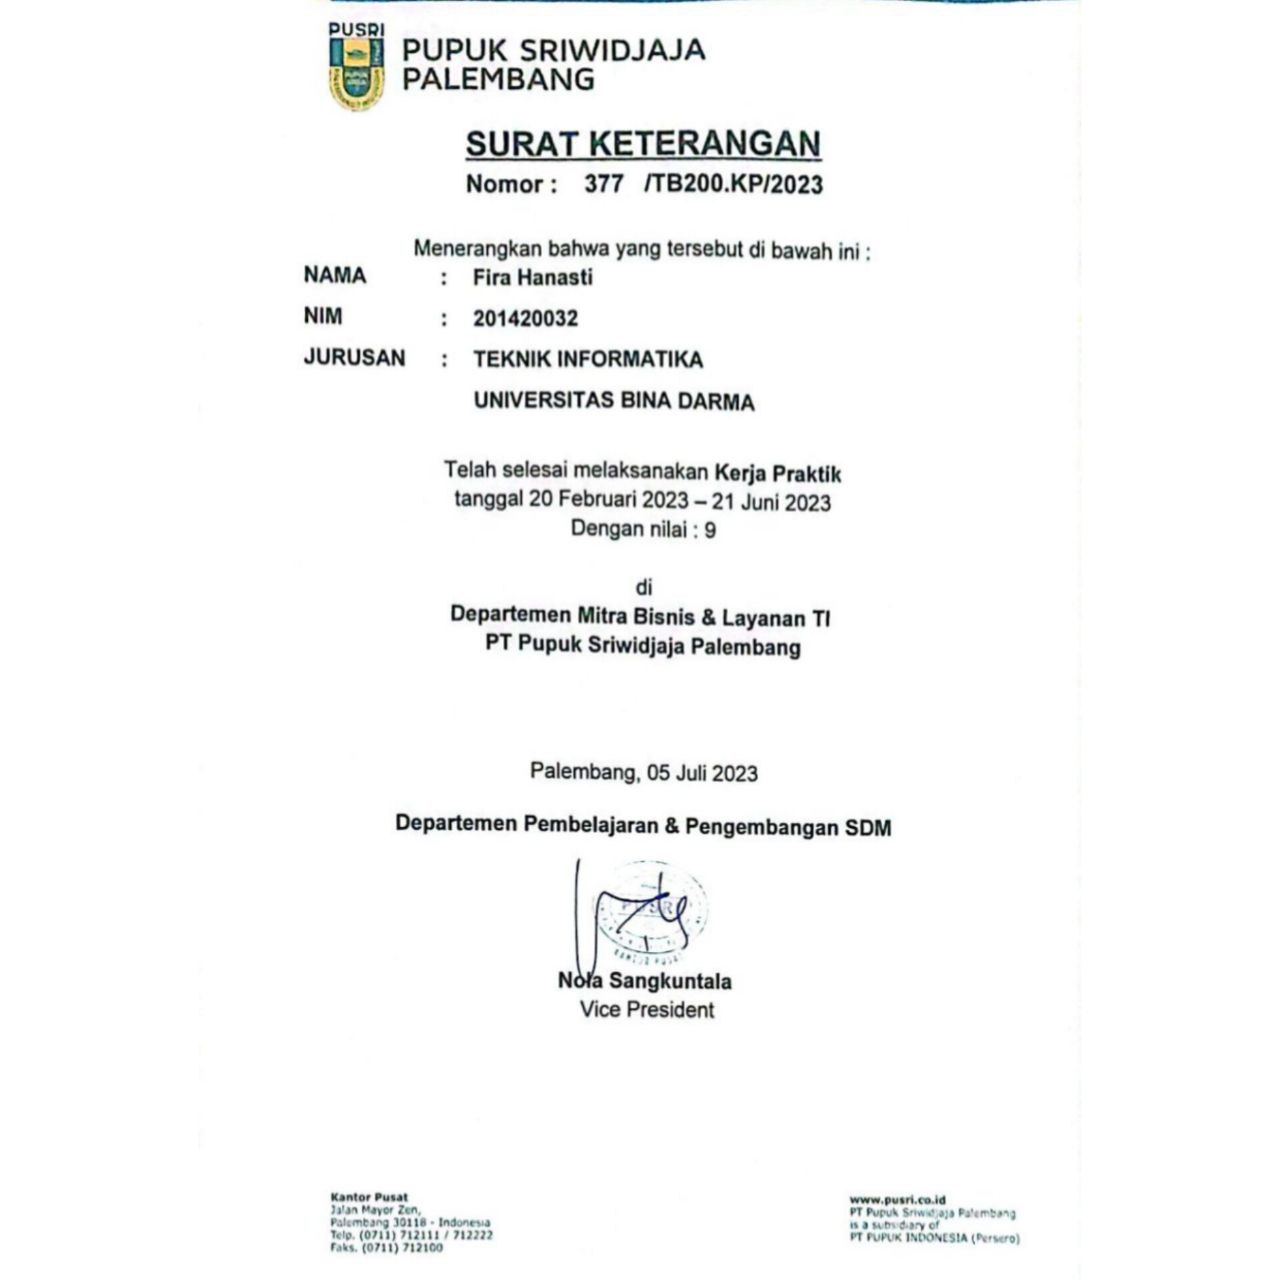 PUSRI
PUPUK SRIWIDJAJA
PALEMBANG
SURAT KETERANGAN
Nomor : 377 /TB200.KP/2023
Menerangkan bahwa yang tersebut di bawah ini :
NAMA : Fira Hanasti
NIM : 201420032
JURUSAN : TEKNIK INFORMATIKA
UNIVERSITAS BINA DARMA
Telah selesai melaksanakan Kerja Praktik
tanggal 20 Februari 2023 – 21 Juni 2023
Dengan nilai : 9
di
Departemen Mitra Bisnis & Layanan TI
PT Pupuk Sriwidjaja Palembang
Palembang, 05 Juli 2023
Departemen Pembelajaran & Pengembangan SDM
PUSRI
KANTOR PUSAT
Nola Sangkuntala
Vice President
Kantor Pusat
Jalan Mayor Zen,
Palembang 30118 - Indonesia
Telp. (0711) 712111 / 712222
Faks. (0711) 712100
www.pusri.co.id
PT Pupuk Sriwidjaja Palembang
is a subsidiary of
PT PUPUK INDONESIA (Persero)